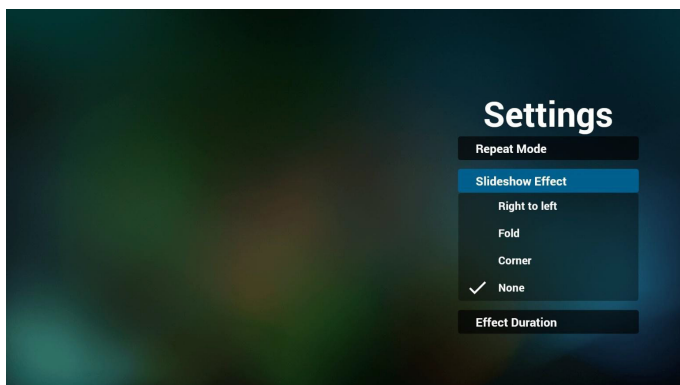 Settings
Repeat Mode
Slideshow Effect
Right to left
Fold
Corner
None
Effect Duration